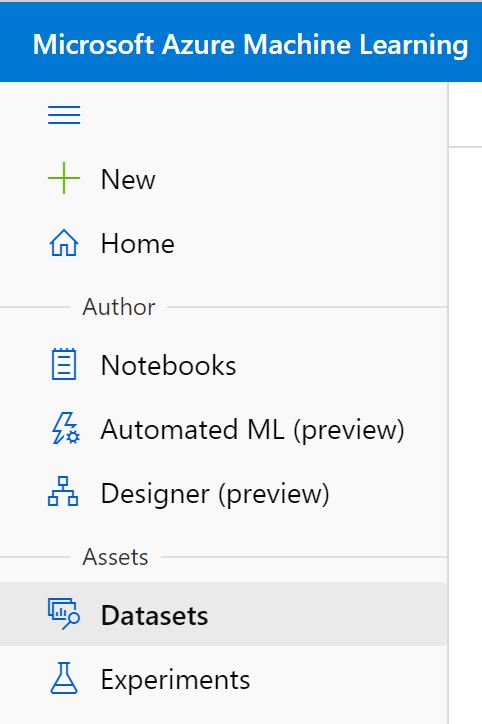 Microsoft Azure Machine Learning
New
Home
Author
Notebooks
Automated ML (preview)
Designer (preview)
Assets
Datasets
Experiments